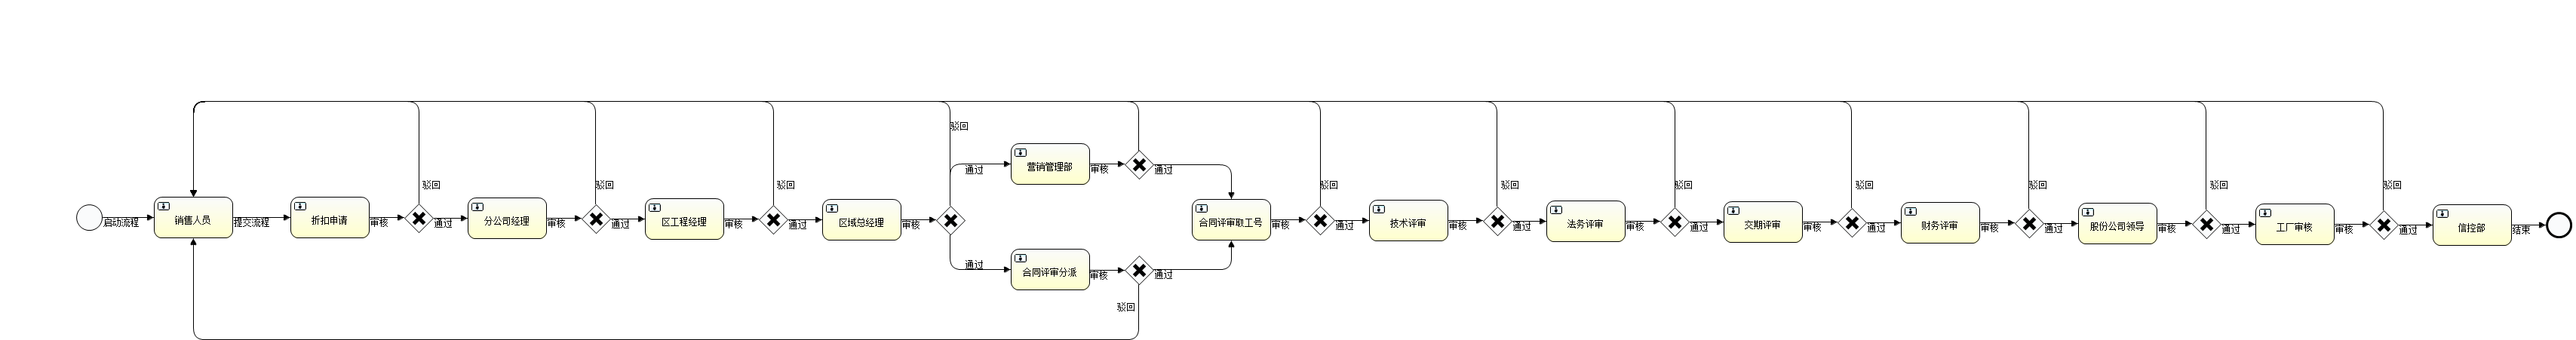 启动流程
销售人员
提交流程
折扣申请
审核
驳回
通过
分公司经理
审核
驳回
通过
区工程经理
审核
驳回
通过
区域总经理
审核
驳回
通过
营销管理部
审核
通过
通过
合同评审分派
审核
通过
驳回
合同评审取工号
审核
驳回
通过
技术评审
审核
驳回
通过
法务评审
审核
驳回
通过
交期评审
审核
驳回
通过
财务评审
审核
驳回
通过
股份公司领导
审核
驳回
通过
工厂审核
审核
驳回
通过
信控部
结束